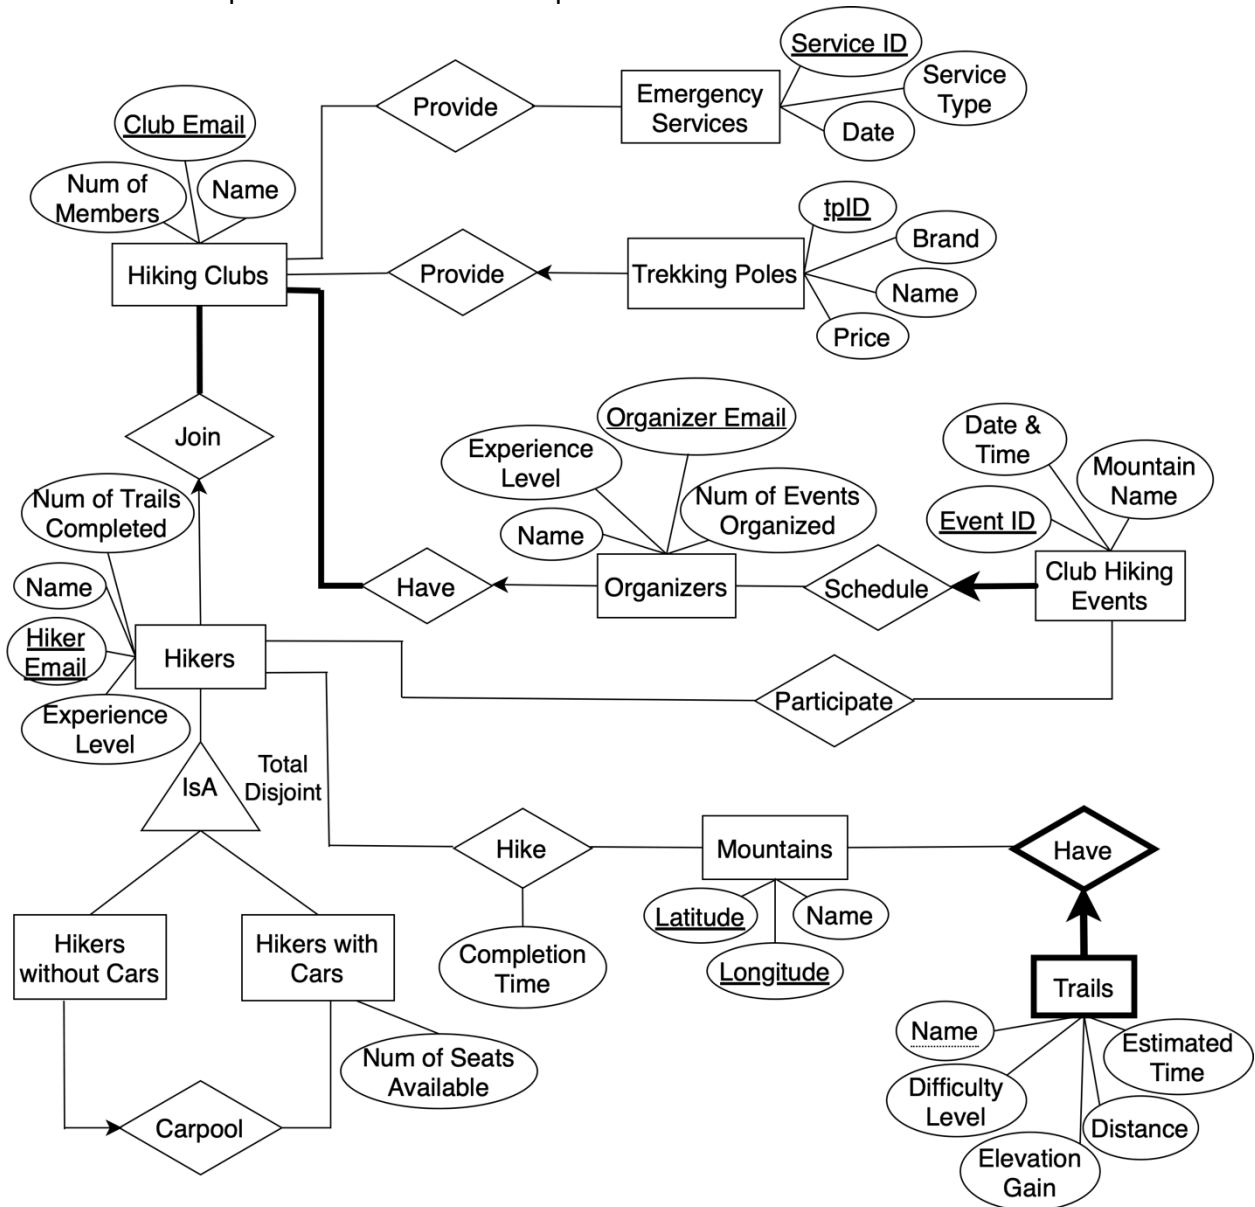 Service ID
Service
Type
Provide
Emergency
Services
Date
Club Email
Num of
Members
Name
tpID
Brand
Hiking Clubs
Provide
Trekking Poles
Name
Price
Join
Organizer Email
Experience
Level
Num of Events
Organized
Name
Date &
Time
Mountain
Name
Event ID
Num of Trails
Completed
Have
Organizers
Schedule
Club Hiking
Events
Name
Hiker
Email
Hikers
Experience
Level
Participate
IsA
Total
Disjoint
Hike
Mountains
Have
Latitude
Name
Longitude
Completion
Time
Hikers
without Cars
Hikers with
Cars
Trails
Num of Seats
Available
Name
Estimated
Time
Difficulty
Level
Distance
Elevation
Gain
Carpool